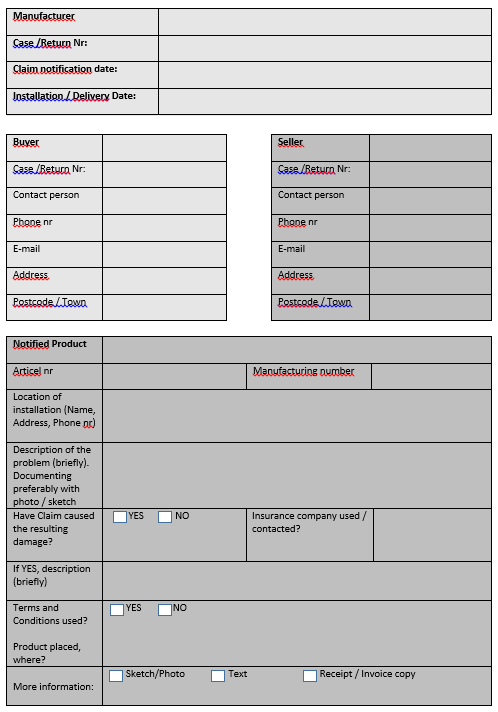 Manufacturer
Case /Return Nr:
Claim notification date:
Installation / Delivery Date:
Buyer
Case /Return Nr:
Contact person
Phone nr
E-mail
Address
Postcode / Town
Seller
Case /Return Nr:
Contact person
Phone nr
E-mail
Address
Postcode / Town
Notified Product
Articel nr
Manufacturing number
Location of
installation (Name,
Address, Phone nr)
Description of the
problem (briefly).
Documenting
preferably with
photo / sketch
Have Claim caused
the resulting
damage?
YES NO
Insurance company used /
contacted?
If YES, description
(briefly)
Terms and
Conditions used?
Product placed,
where?
YES NO
More information:
Sketch/Photo Text Receipt / Invoice copy